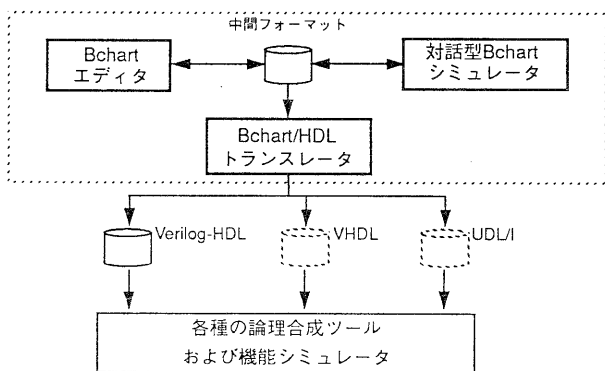 中間フォーマット
Bchart
エディタ
対話型Bchart
シミュレータ
Bchart/HDL
トランスレータ
Verilog-HDL
VHDL
UDL/I
各種の論理合成ツール
および機能シミュレータ